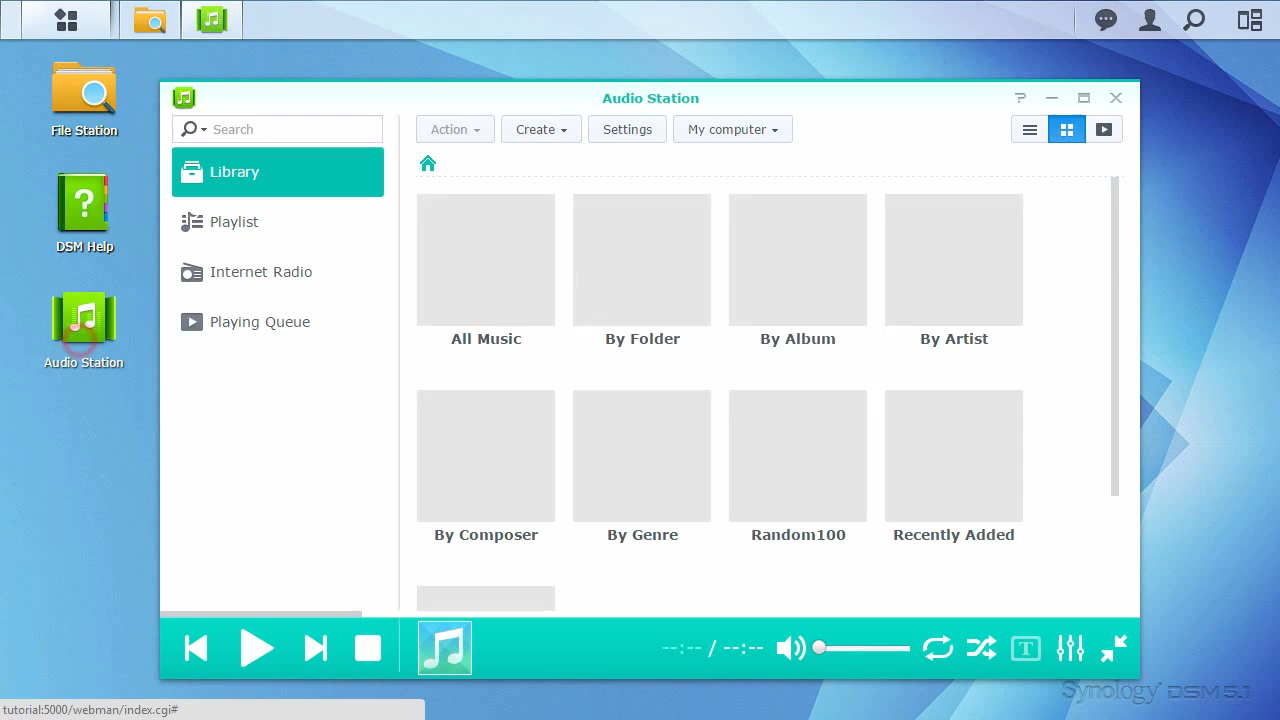 File Station
DSM Help
Audio Station
Audio Station
Search
Action
Create
Settings
My computer
Library
Playlist
Internet Radio
Playing Queue
All Music
By Folder
By Album
By Artist
By Composer
By Genre
Random100
Recently Added
--:-- / --:--
T
Synology DSM 5.1
tutorial:5000/webman/index.cgi#